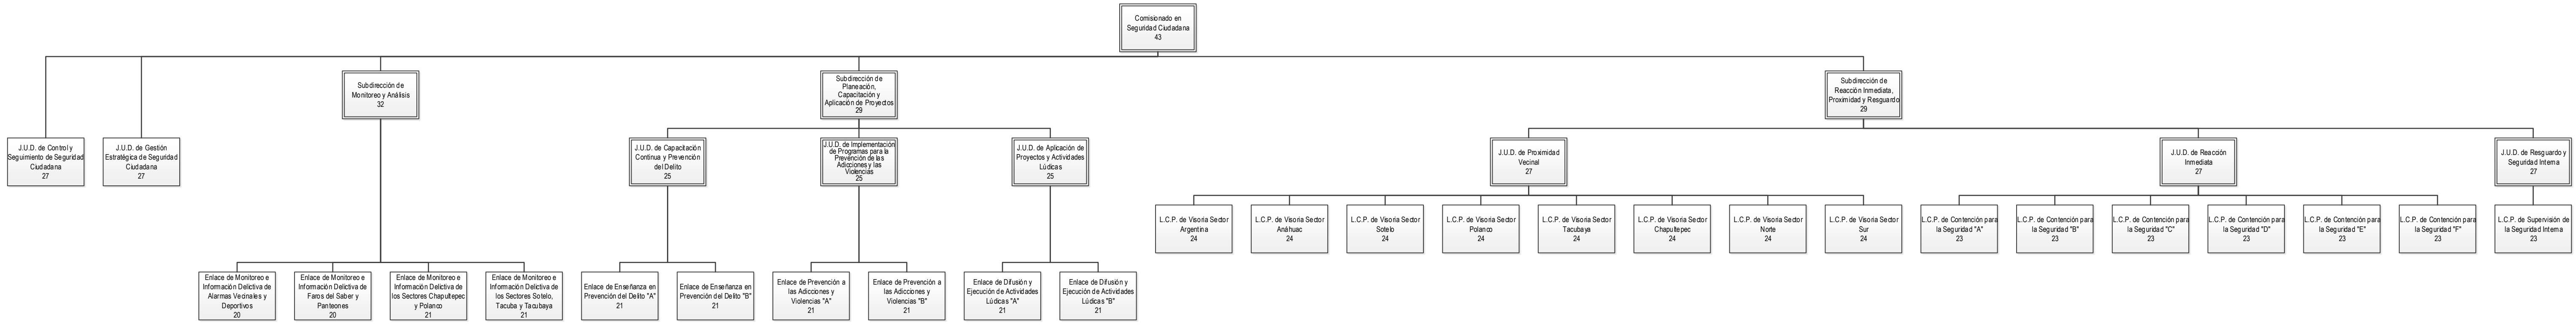 Comisionado en
Seguridad Ciudadana
43
Subdirección de
Monitoreo y Análisis
32
Subdirección de
Planeación,
Capacitación y
Aplicación de Proyectos
29
Subdirección de
Reacción Inmediata,
Proximidad y Resguardo
29
J.U.D. de Control y
Seguimiento de Seguridad
Ciudadana
27
J.U.D. de Gestión
Estratégica de Seguridad
Ciudadana
27
J.U.D. de Capacitación
Continua y Prevención
del Delito
25
J.U.D. de Implementación
de Programas para la
Prevención de las
Adicciones y las
Violencias
25
J.U.D. de Aplicación de
Proyectos y Actividades
Lúdicas
25
J.U.D. de Proximidad
Vecinal
27
J.U.D. de Reacción
Inmediata
27
J.U.D. de Resguardo y
Seguridad Interna
27
L.C.P. de Visoria Sector
Argentina
24
L.C.P. de Visoria Sector
Anáhuac
24
L.C.P. de Visoria Sector
Sotelo
24
L.C.P. de Visoria Sector
Polanco
24
L.C.P. de Visoria Sector
Tacubaya
24
L.C.P. de Visoria Sector
Chapultepec
24
L.C.P. de Visoria Sector
Norte
24
L.C.P. de Visoria Sector
Sur
24
L.C.P. de Contención para
la Seguridad "A"
23
L.C.P. de Contención para
la Seguridad "B"
23
L.C.P. de Contención para
la Seguridad "C"
23
L.C.P. de Contención para
la Seguridad "D"
23
L.C.P. de Contención para
la Seguridad "E"
23
L.C.P. de Contención para
la Seguridad "F"
23
L.C.P. de Supervisión de
la Seguridad Interna
23
Enlace de Monitoreo e
Información Delictiva de
Alarmas Vecinales y
Deportivos
20
Enlace de Monitoreo e
Información Delictiva de
Faros del Saber y
Panteones
20
Enlace de Monitoreo e
Información Delictiva de
los Sectores Chapultepec
y Polanco
21
Enlace de Monitoreo e
Información Delictiva de
los Sectores Sotelo,
Tacuba y Tacubaya
21
Enlace de Enseñanza en
Prevención del Delito "A"
21
Enlace de Enseñanza en
Prevención del Delito "B"
21
Enlace de Prevención a
las Adicciones y
Violencias "A"
21
Enlace de Prevención a
las Adicciones y
Violencias "B"
21
Enlace de Difusión y
Ejecución de Actividades
Lúdicas "A"
21
Enlace de Difusión y
Ejecución de Actividades
Lúdicas "B"
21